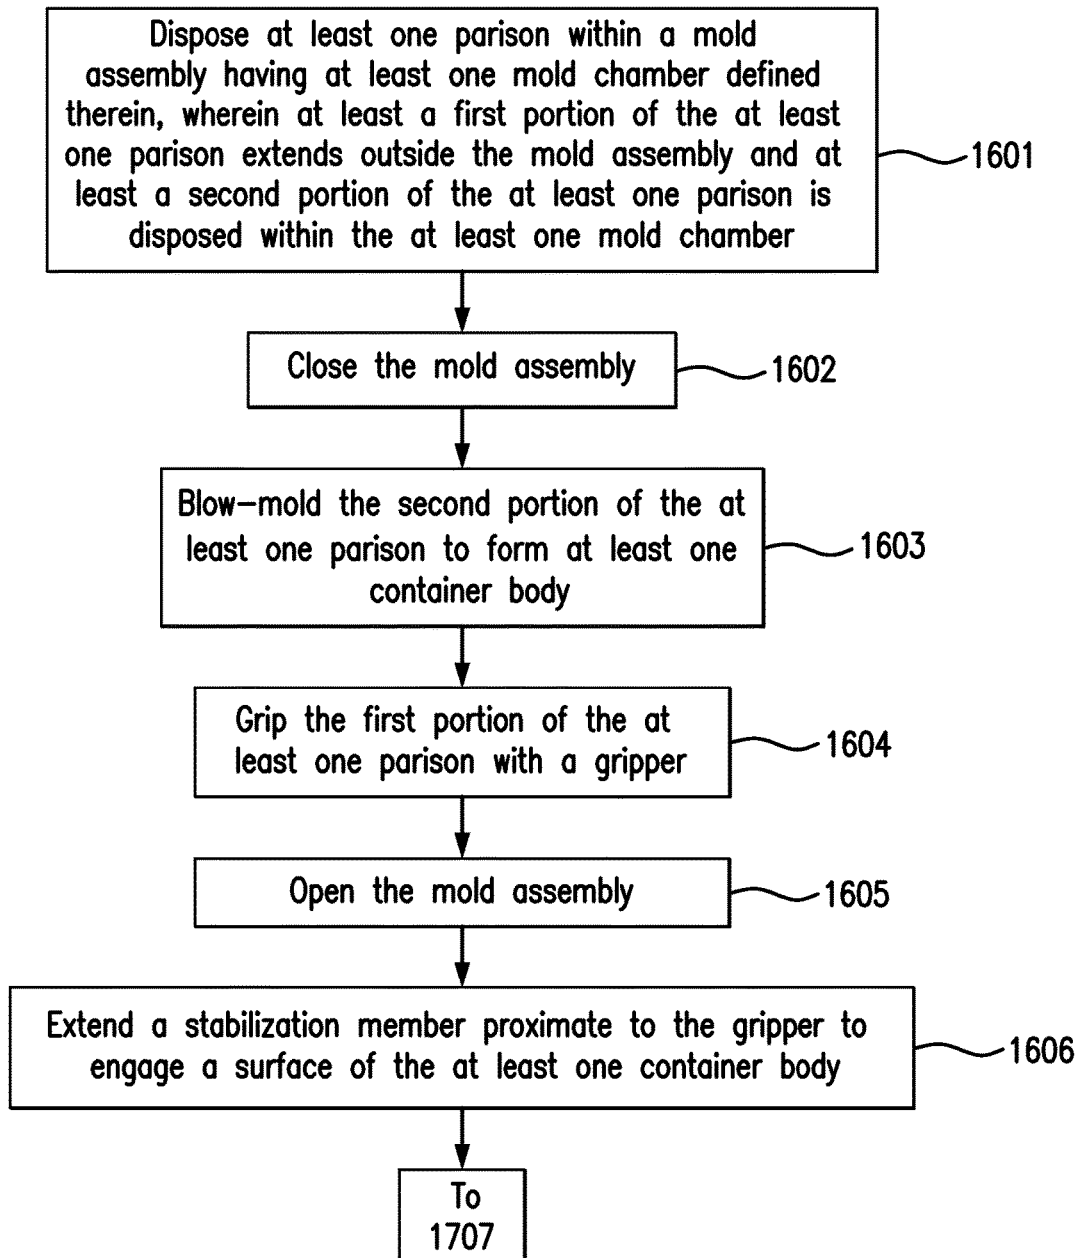 Dispose at least one parison within a mold
assembly having at least one mold chamber defined
therein, wherein at least a first portion of the at least
one parison extends outside the mold assembly and at
least a second portion of the at least one parison is
disposed within the at least one mold chamber
1601
Close the mold assembly
1602
Blow-mold the second portion of the at
least one parison to form at least one
container body
1603
Grip the first portion of the at
least one parison with a gripper
1604
Open the mold assembly
1605
Extend a stabilization member proximate to the gripper to
engage a surface of the at least one container body
1606
To
1707